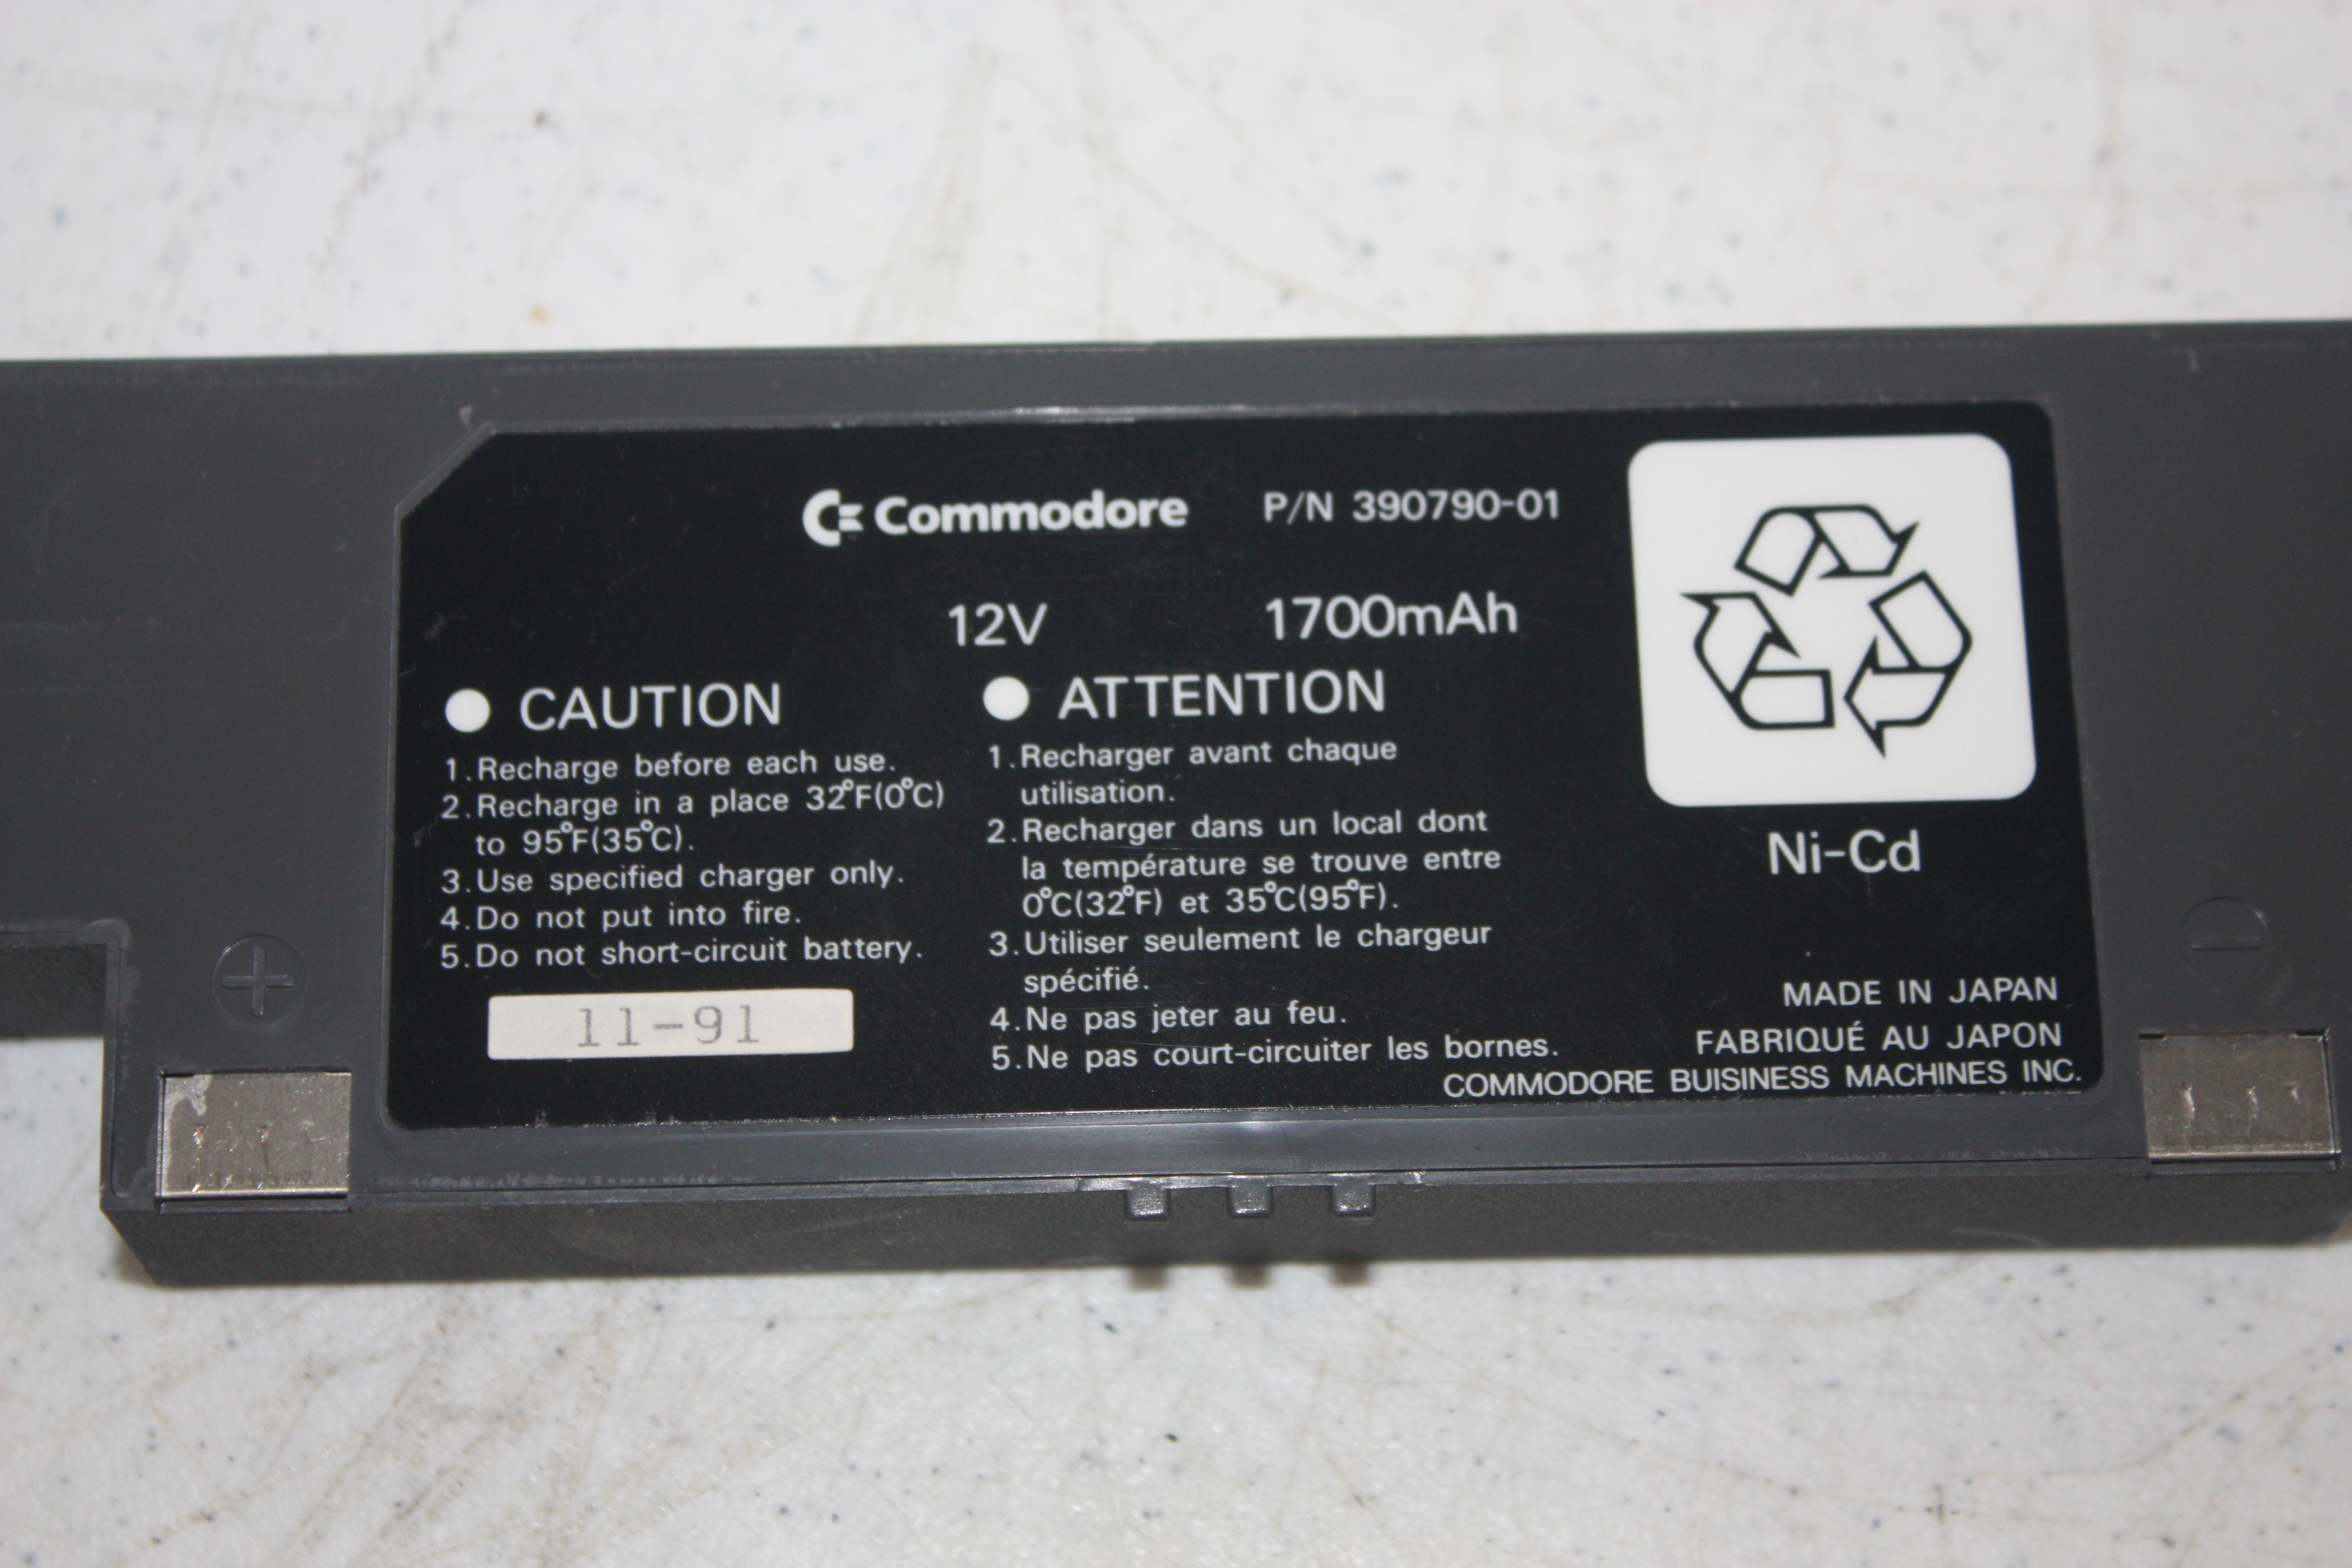 Commodore P/N 390790-01
12V 1700mAh
● CAUTION
1. Recharge before each use.
2. Recharge in a place 32°F(0°C)
to 95°F(35°C).
3. Use specified charger only.
4. Do not put into fire.
5. Do not short-circuit battery.
11-91
● ATTENTION
1. Recharger avant chaque
utilisation.
2. Recharger dans un local dont
la température se trouve entre
0°C(32°F) et 35°C(95°F).
3. Utiliser seulement le chargeur
spécifié.
4. Ne pas jeter au feu.
5. Ne pas court-circuiter les bornes.
Ni-Cd
MADE IN JAPAN
FABRIQUÉ AU JAPON
COMMODORE BUISINESS MACHINES INC.
+
−